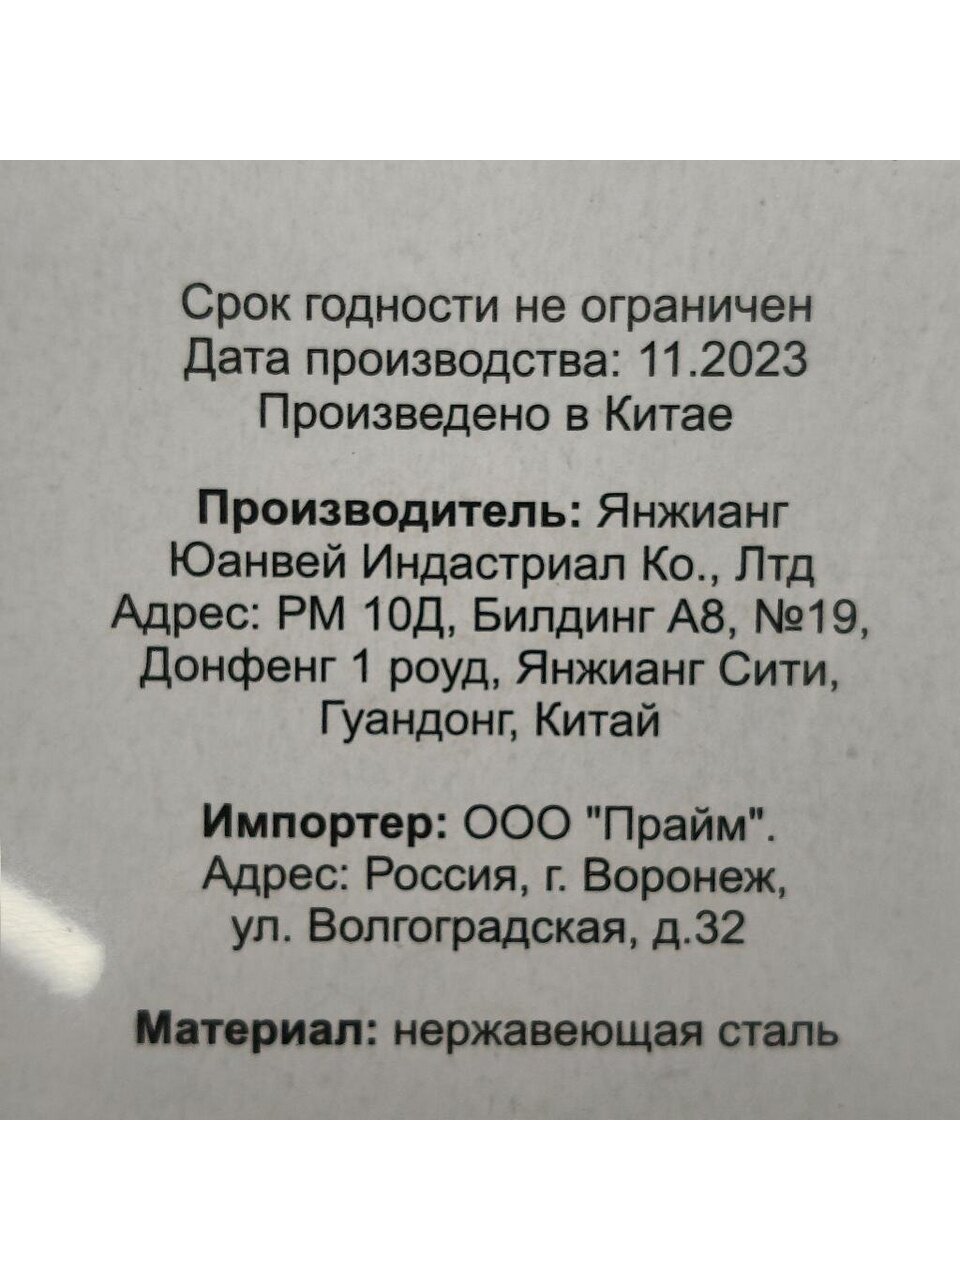 Срок годности не ограничен
Дата производства: 11.2023
Произведено в Китае
Производитель: Янжианг
Юанвей Индастриал Ко., Лтд
Адрес: РМ 10Д, Билдинг А8, №19,
Донфенг 1 роуд, Янжианг Сити,
Гуандонг, Китай
Импортер: ООО "Прайм".
Адрес: Россия, г. Воронеж,
ул. Волгоградская, д.32
Материал: нержавеющая сталь